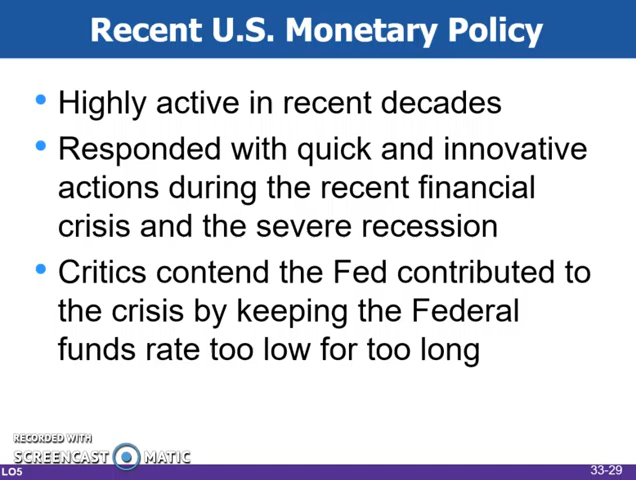 Recent U.S. Monetary Policy
• Highly active in recent decades
• Responded with quick and innovative
actions during the recent financial
crisis and the severe recession
• Critics contend the Fed contributed to
the crisis by keeping the Federal
funds rate too low for too long
RECORDED WITH
SCREENCAST MATIC
LO5
33-29